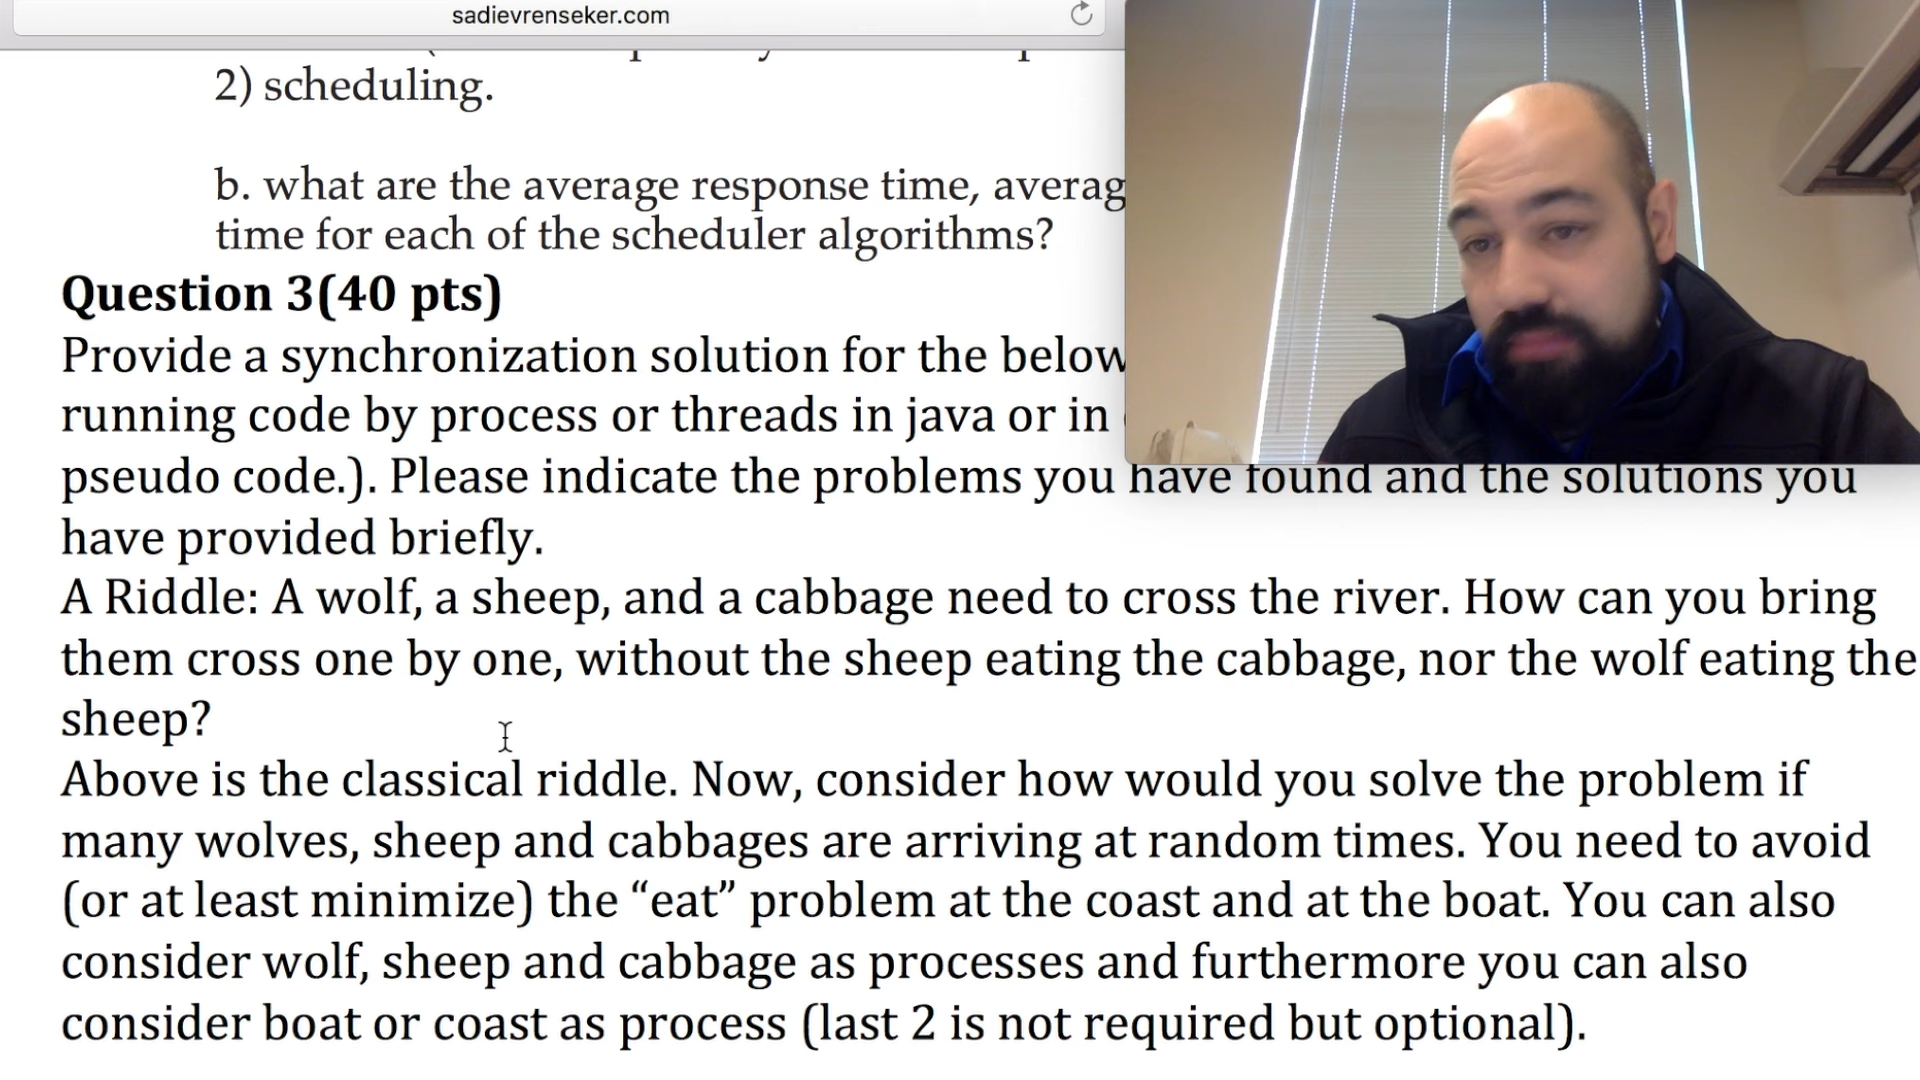 sadievrenseker.com
2) scheduling.
b. what are the average response time,
time for each of the scheduler algorithms?
Question 3(40 pts)
Provide a synchronization solution for the below
running code by process or threads in java or in
pseudo code.). Please indicate the problems you have found and the solutions you
have provided briefly.
A Riddle: A wolf, a sheep, and a cabbage need to cross the river. How can you bring
them cross one by one, without the sheep eating the cabbage, nor the wolf eating the
sheep?
Above is the classical riddle. Now, consider how would you solve the problem if
many wolves, sheep and cabbages are arriving at random times. You need to avoid
(or at least minimize) the “eat” problem at the coast and at the boat. You can also
consider wolf, sheep and cabbage as processes and furthermore you can also
consider boat or coast as process (last 2 is not required but optional).